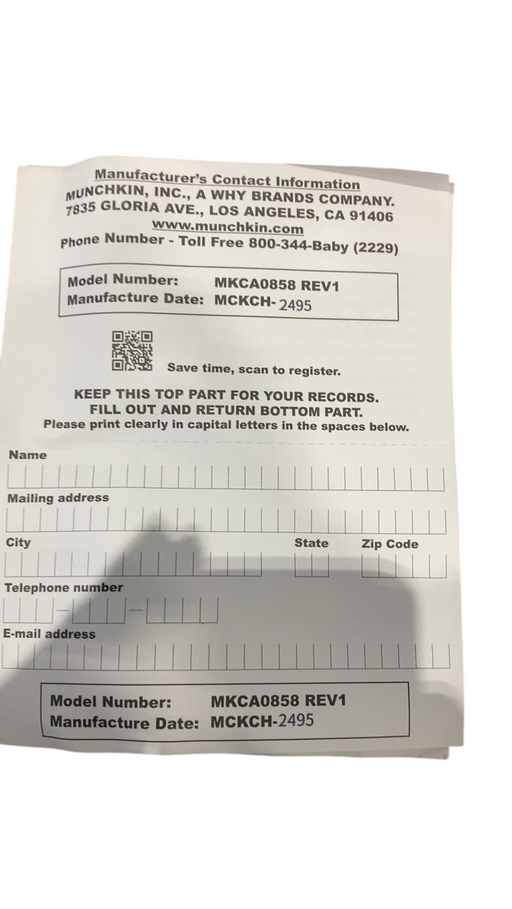 Manufacturer's Contact Information
MUNCHKIN, INC., A WHY BRANDS COMPANY.
7835 GLORIA AVE., LOS ANGELES, CA 91406
www.munchkin.com
Phone Number - Toll Free 800-344-Baby (2229)
Model Number: MKCA0858 REV1
Manufacture Date: MCKCH-2495
Save time, scan to register.
KEEP THIS TOP PART FOR YOUR RECORDS.
FILL OUT AND RETURN BOTTOM PART.
Please print clearly in capital letters in the spaces below.
Name
Mailing address
City State Zip Code
Telephone number
E-mail address
Model Number: MKCA0858 REV1
Manufacture Date: MCKCH-2495